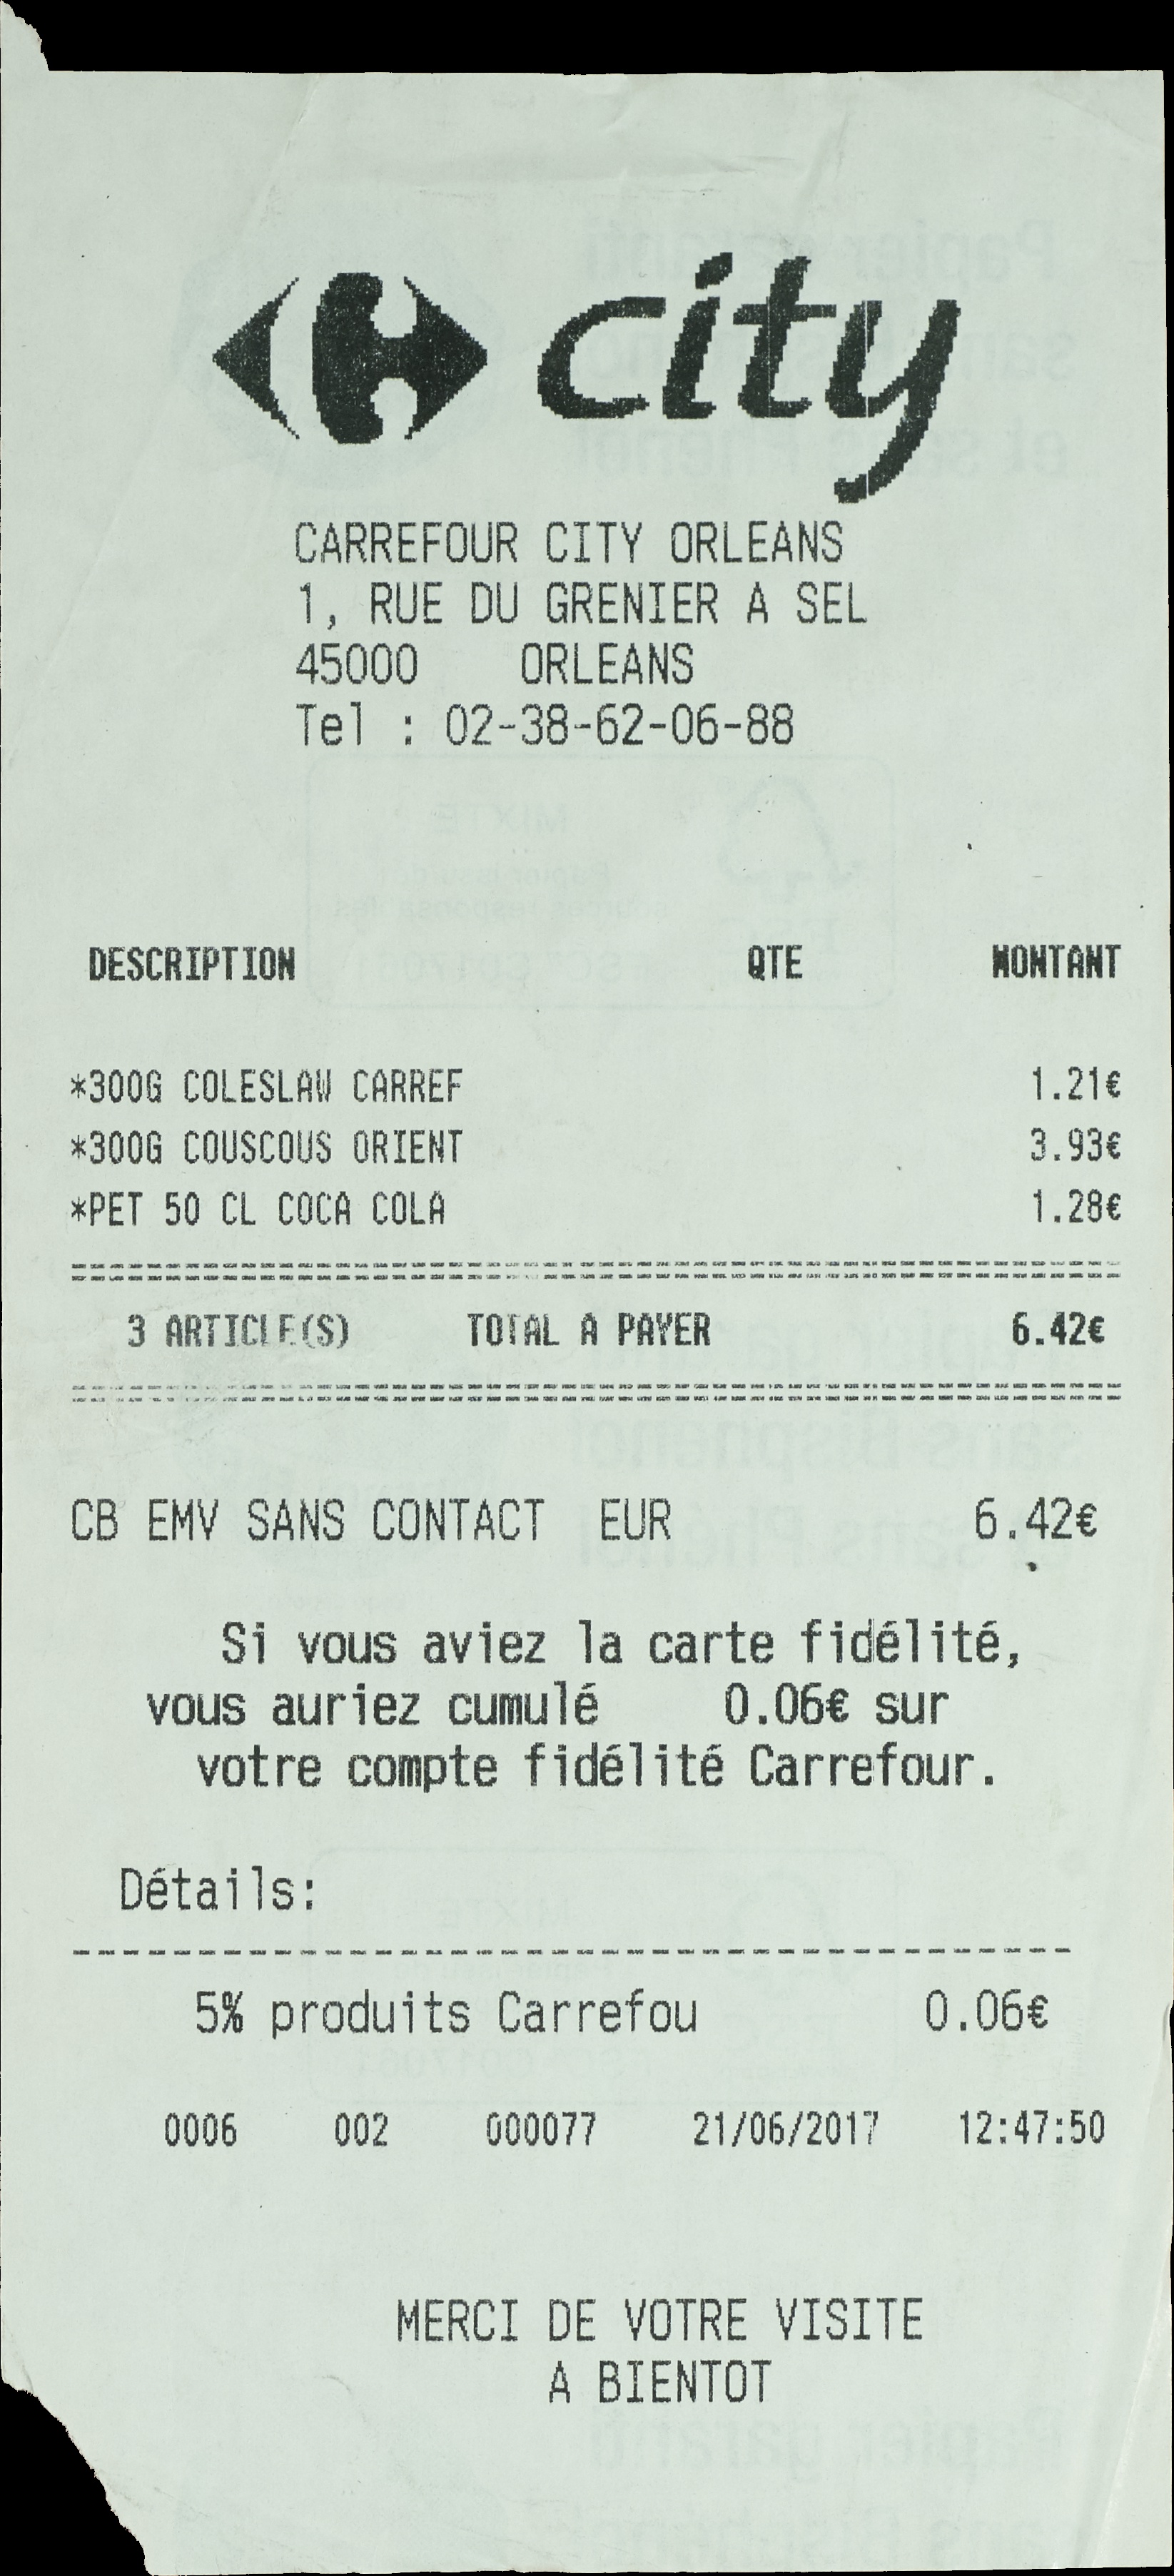 city
CARREFOUR CITY ORLEANS
1, RUE DU GRENIER A SEL
45000 ORLEANS
Tel : 02-38-62-06-88
DESCRIPTION QTE MONTANT
*300G COLESLAW CARREF 1.21€
*300G COUSCOUS ORIENT 3.93€
*PET 50 CL COCA COLA 1.28€
3 ARTICLE(S) TOTAL A PAYER 6.42€
CB EMV SANS CONTACT EUR 6.42€
Si vous aviez la carte fidélité,
vous auriez cumulé 0.06€ sur
votre compte fidélité Carrefour.
Détails:
5% produits Carrefou 0.06€
0006 002 000077 21/06/2017 12:47:50
MERCI DE VOTRE VISITE
A BIENTOT